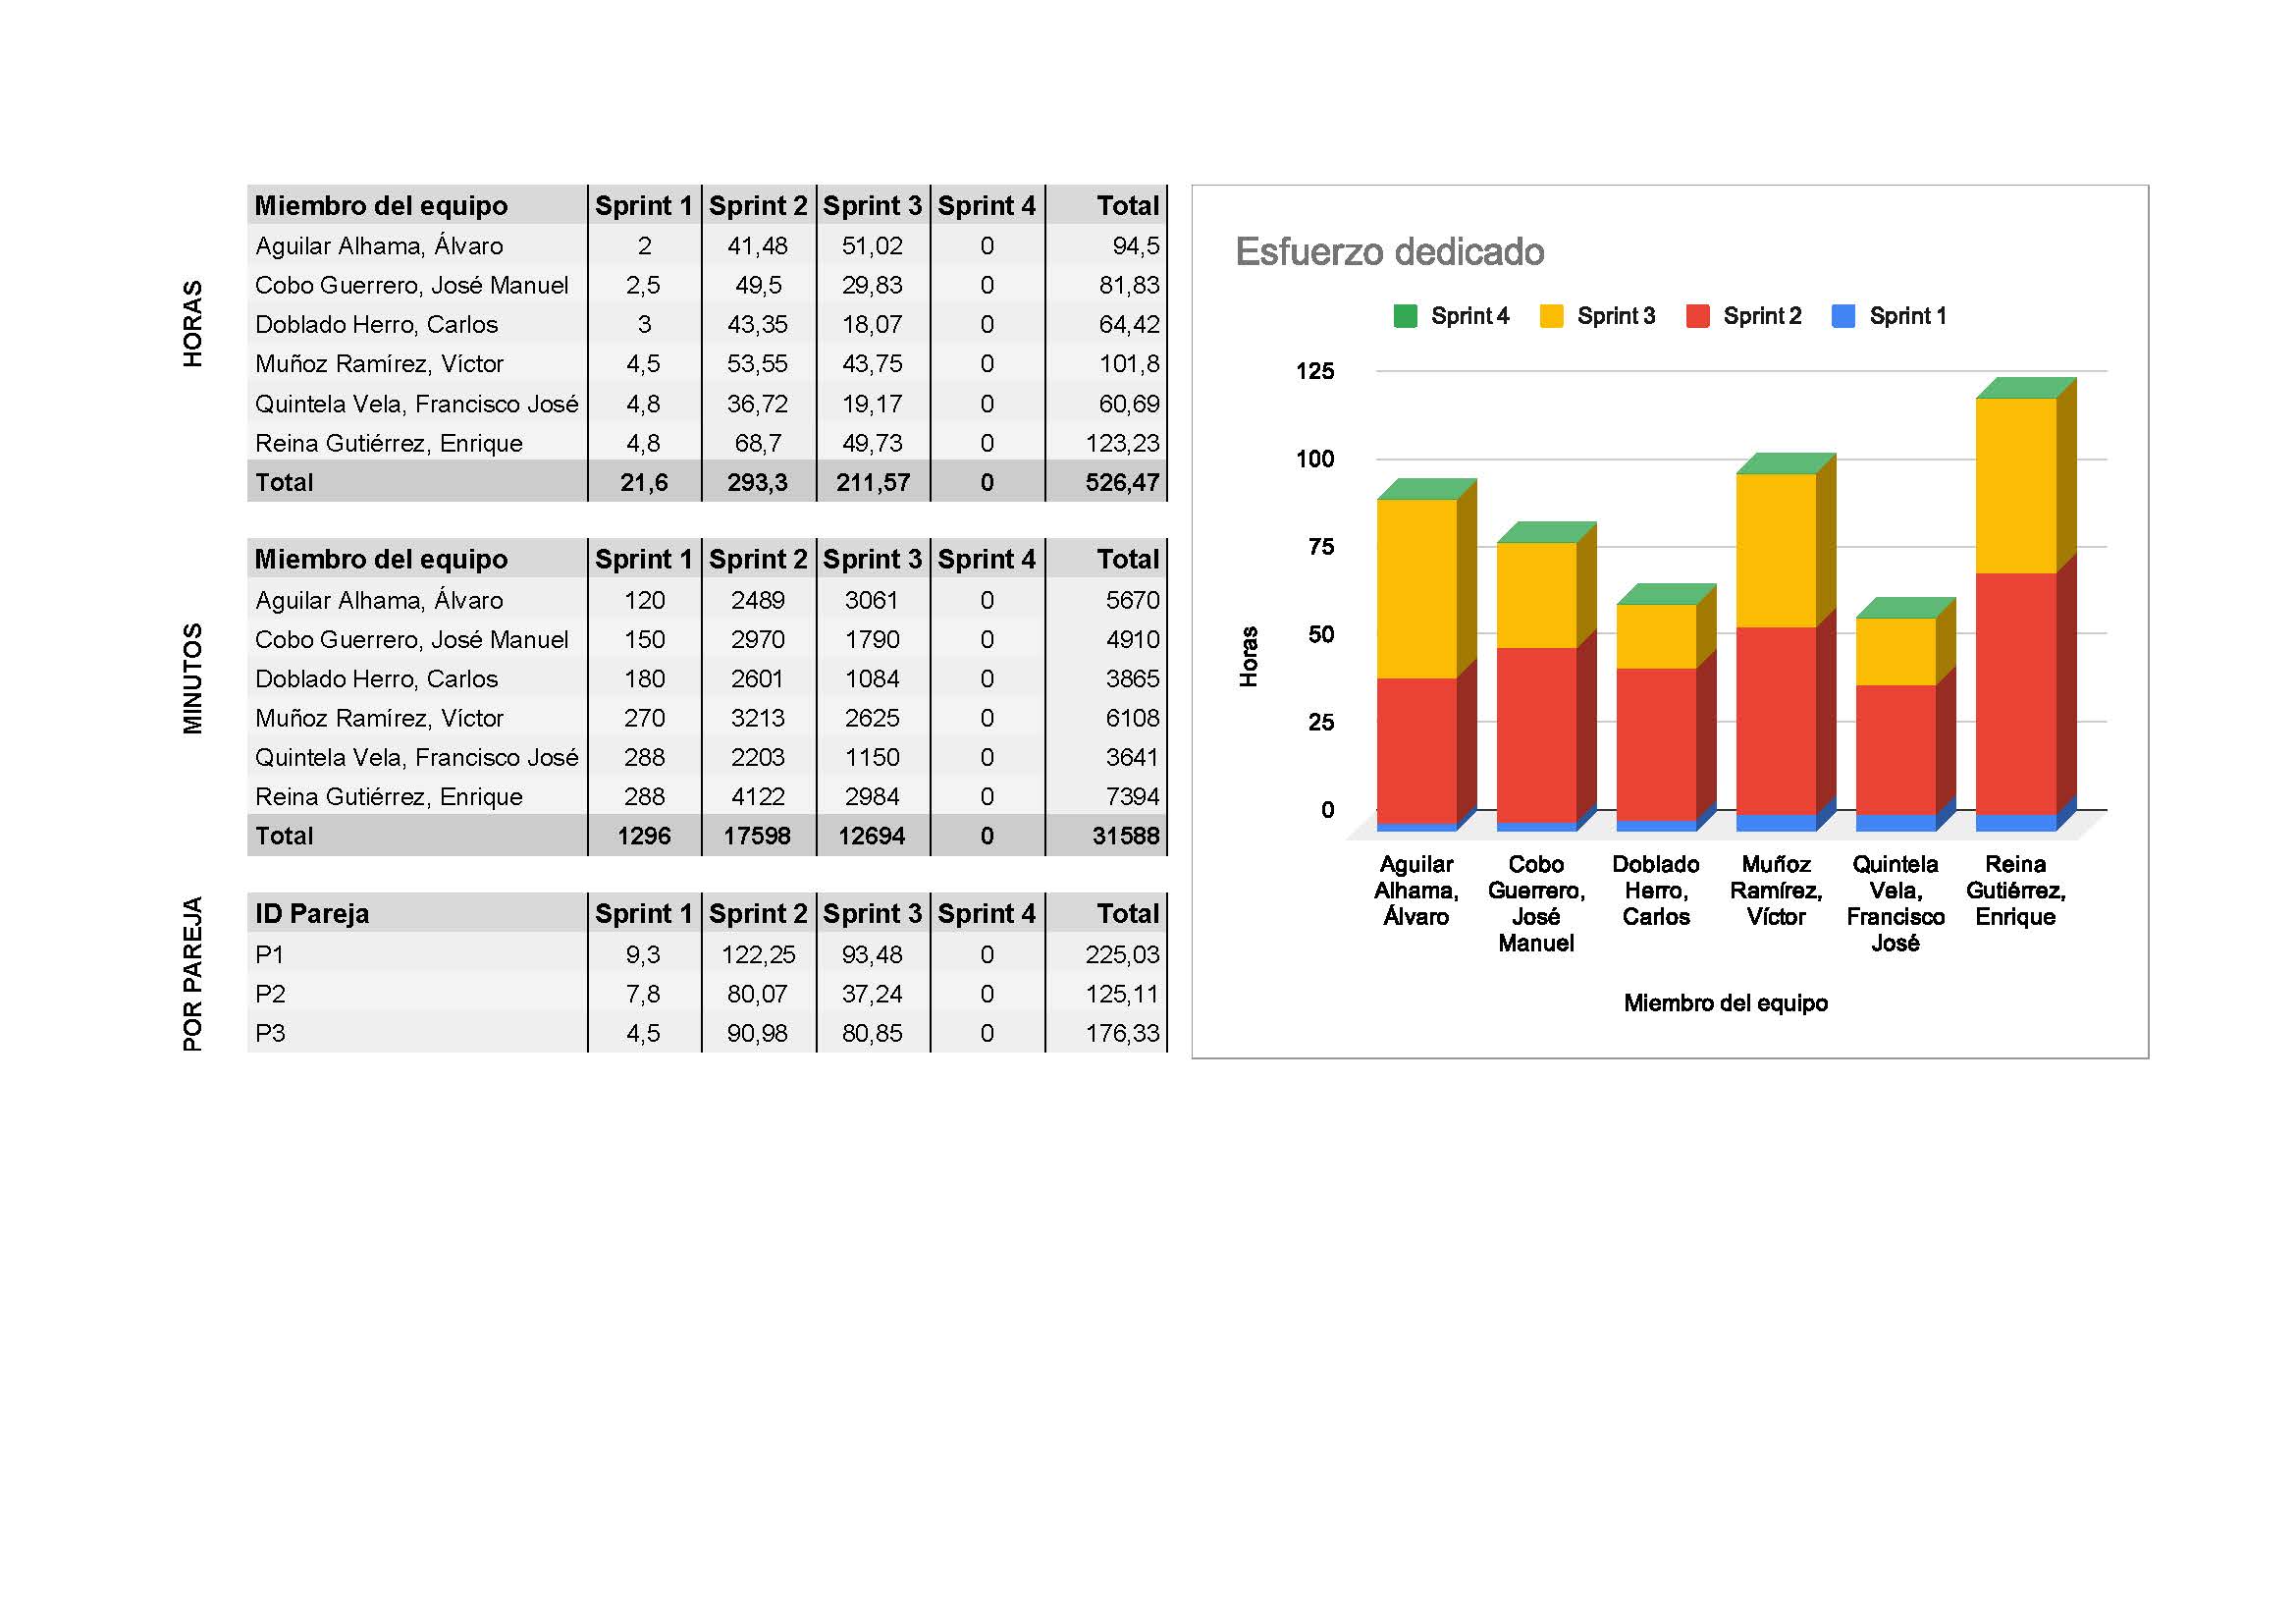 HORAS
Miembro del equipo Sprint 1 Sprint 2 Sprint 3 Sprint 4 Total
Aguilar Alhama, Álvaro 2 41,48 51,02 0 94,5
Cobo Guerrero, José Manuel 2,5 49,5 29,83 0 81,83
Doblado Herro, Carlos 3 43,35 18,07 0 64,42
Muñoz Ramírez, Víctor 4,5 53,55 43,75 0 101,8
Quintela Vela, Francisco José 4,8 36,72 19,17 0 60,69
Reina Gutiérrez, Enrique 4,8 68,7 49,73 0 123,23
Total 21,6 293,3 211,57 0 526,47
MINUTOS
Miembro del equipo Sprint 1 Sprint 2 Sprint 3 Sprint 4 Total
Aguilar Alhama, Álvaro 120 2489 3061 0 5670
Cobo Guerrero, José Manuel 150 2970 1790 0 4910
Doblado Herro, Carlos 180 2601 1084 0 3865
Muñoz Ramírez, Víctor 270 3213 2625 0 6108
Quintela Vela, Francisco José 288 2203 1150 0 3641
Reina Gutiérrez, Enrique 288 4122 2984 0 7394
Total 1296 17598 12694 0 31588
POR PAREJA
ID Pareja Sprint 1 Sprint 2 Sprint 3 Sprint 4 Total
P1 9,3 122,25 93,48 0 225,03
P2 7,8 80,07 37,24 0 125,11
P3 4,5 90,98 80,85 0 176,33
Esfuerzo dedicado
Sprint 4 Sprint 3 Sprint 2 Sprint 1
125
100
75
50
25
0
Horas
Aguilar Alhama, Álvaro
Cobo Guerrero, José Manuel
Doblado Herro, Carlos
Muñoz Ramírez, Víctor
Quintela Vela, Francisco José
Reina Gutiérrez, Enrique
Miembro del equipo